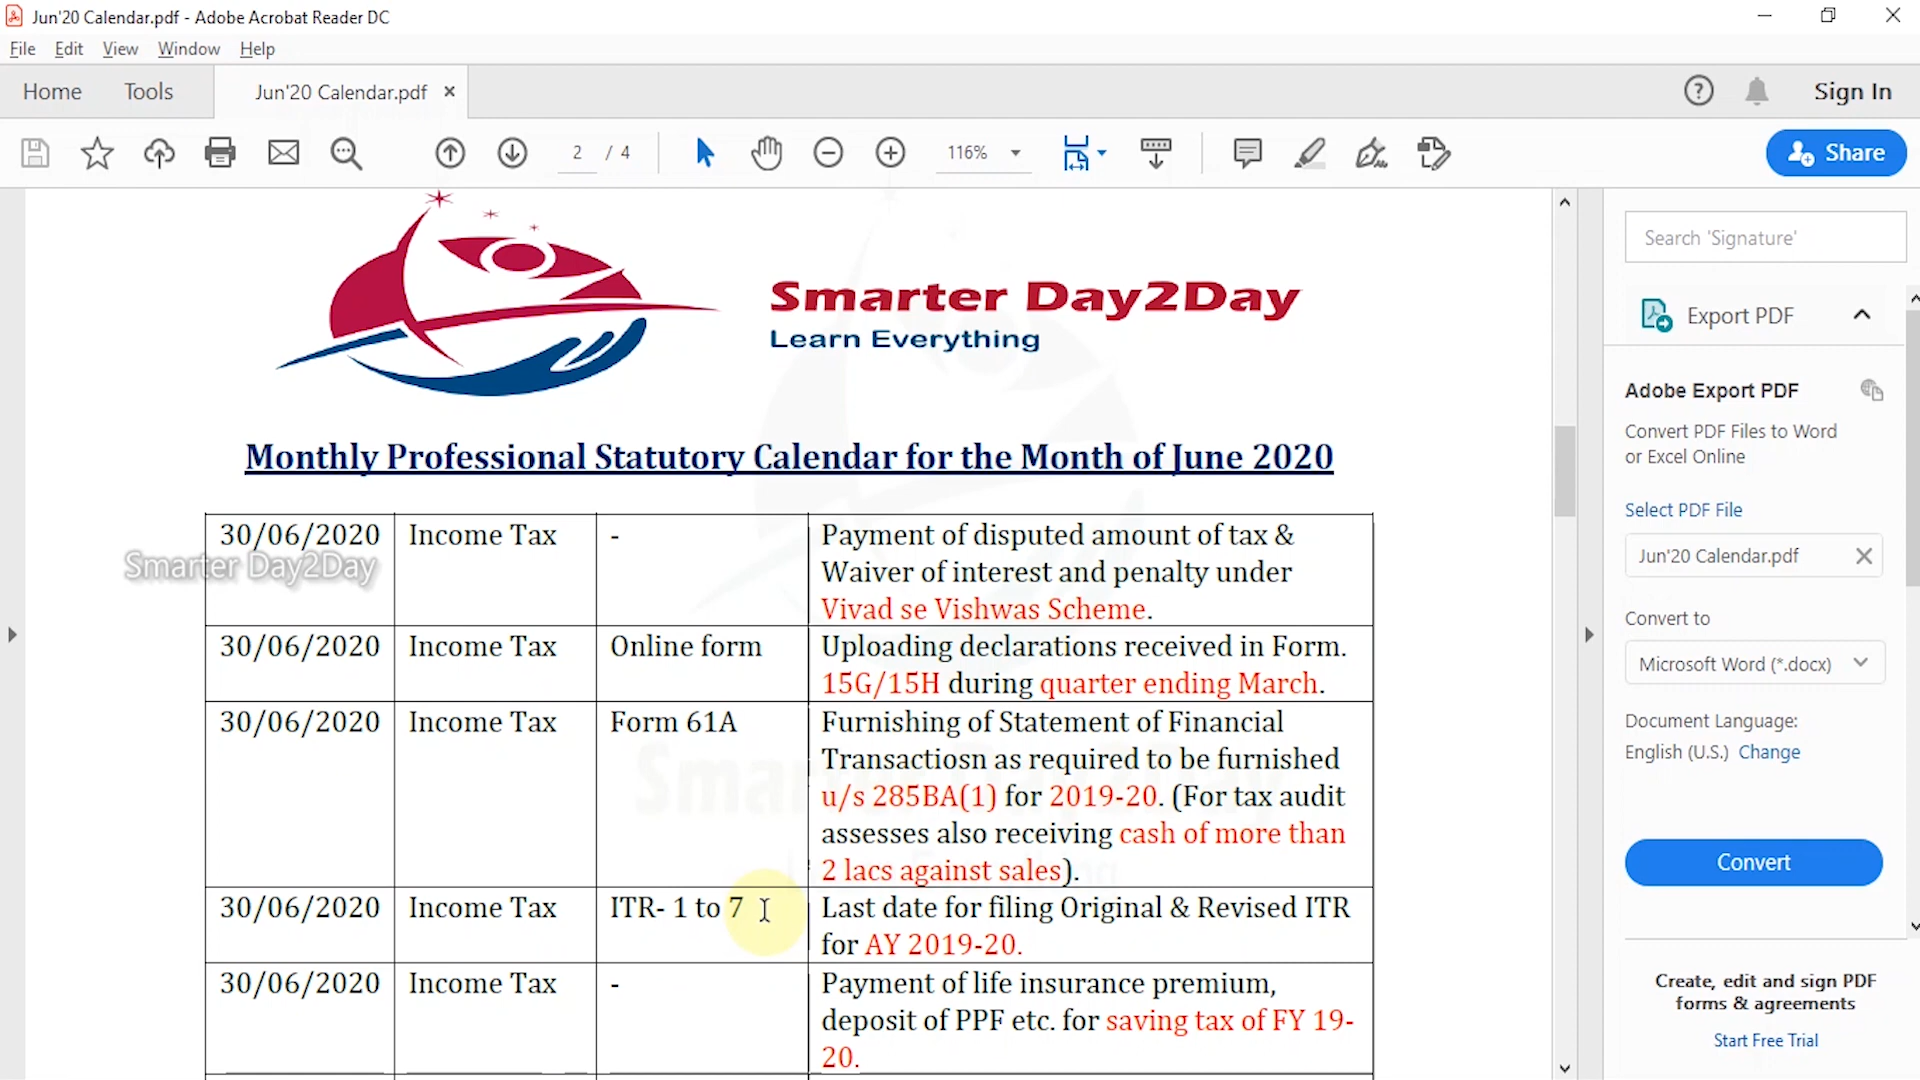 Jun'20 Calendar.pdf - Adobe Acrobat Reader DC
File Edit View Window Help
Home Tools Jun'20 Calendar.pdf × Sign In
2 / 4 116% Share
Smarter Day2Day
Learn Everything
Monthly Professional Statutory Calendar for the Month of June 2020
30/06/2020 Income Tax - Payment of disputed amount of tax &
Waiver of interest and penalty under
Vivad se Vishwas Scheme.
Smarter Day2Day
30/06/2020 Income Tax Online form Uploading declarations received in Form.
15G/15H during quarter ending March.
30/06/2020 Income Tax Form 61A Furnishing of Statement of Financial
Transactiosn as required to be furnished
u/s 285BA(1) for 2019-20. (For tax audit
assesses also receiving cash of more than
2 lacs against sales).
30/06/2020 Income Tax ITR- 1 to 7 Last date for filing Original & Revised ITR
for AY 2019-20.
30/06/2020 Income Tax - Payment of life insurance premium,
deposit of PPF etc. for saving tax of FY 19-
20.
Search 'Signature'
Export PDF
Adobe Export PDF
Convert PDF Files to Word
or Excel Online
Select PDF File
Jun'20 Calendar.pdf
Convert to
Microsoft Word (*.docx)
Document Language:
English (U.S.) Change
Convert
Create, edit and sign PDF
forms & agreements
Start Free Trial